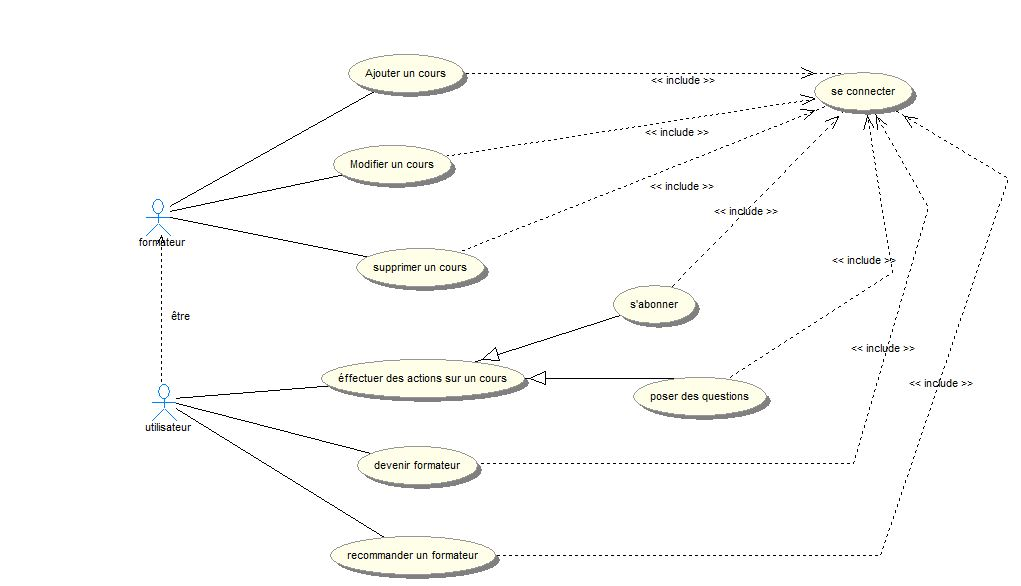 Ajouter un cours
<< include >>
se connecter
<< include >>
Modifier un cours
<< include >>
<< include >>
formateur
<< include >>
supprimer un cours
s'abonner
être
<< include >>
éffectuer des actions sur un cours
<< include >>
poser des questions
utilisateur
devenir formateur
recommander un formateur